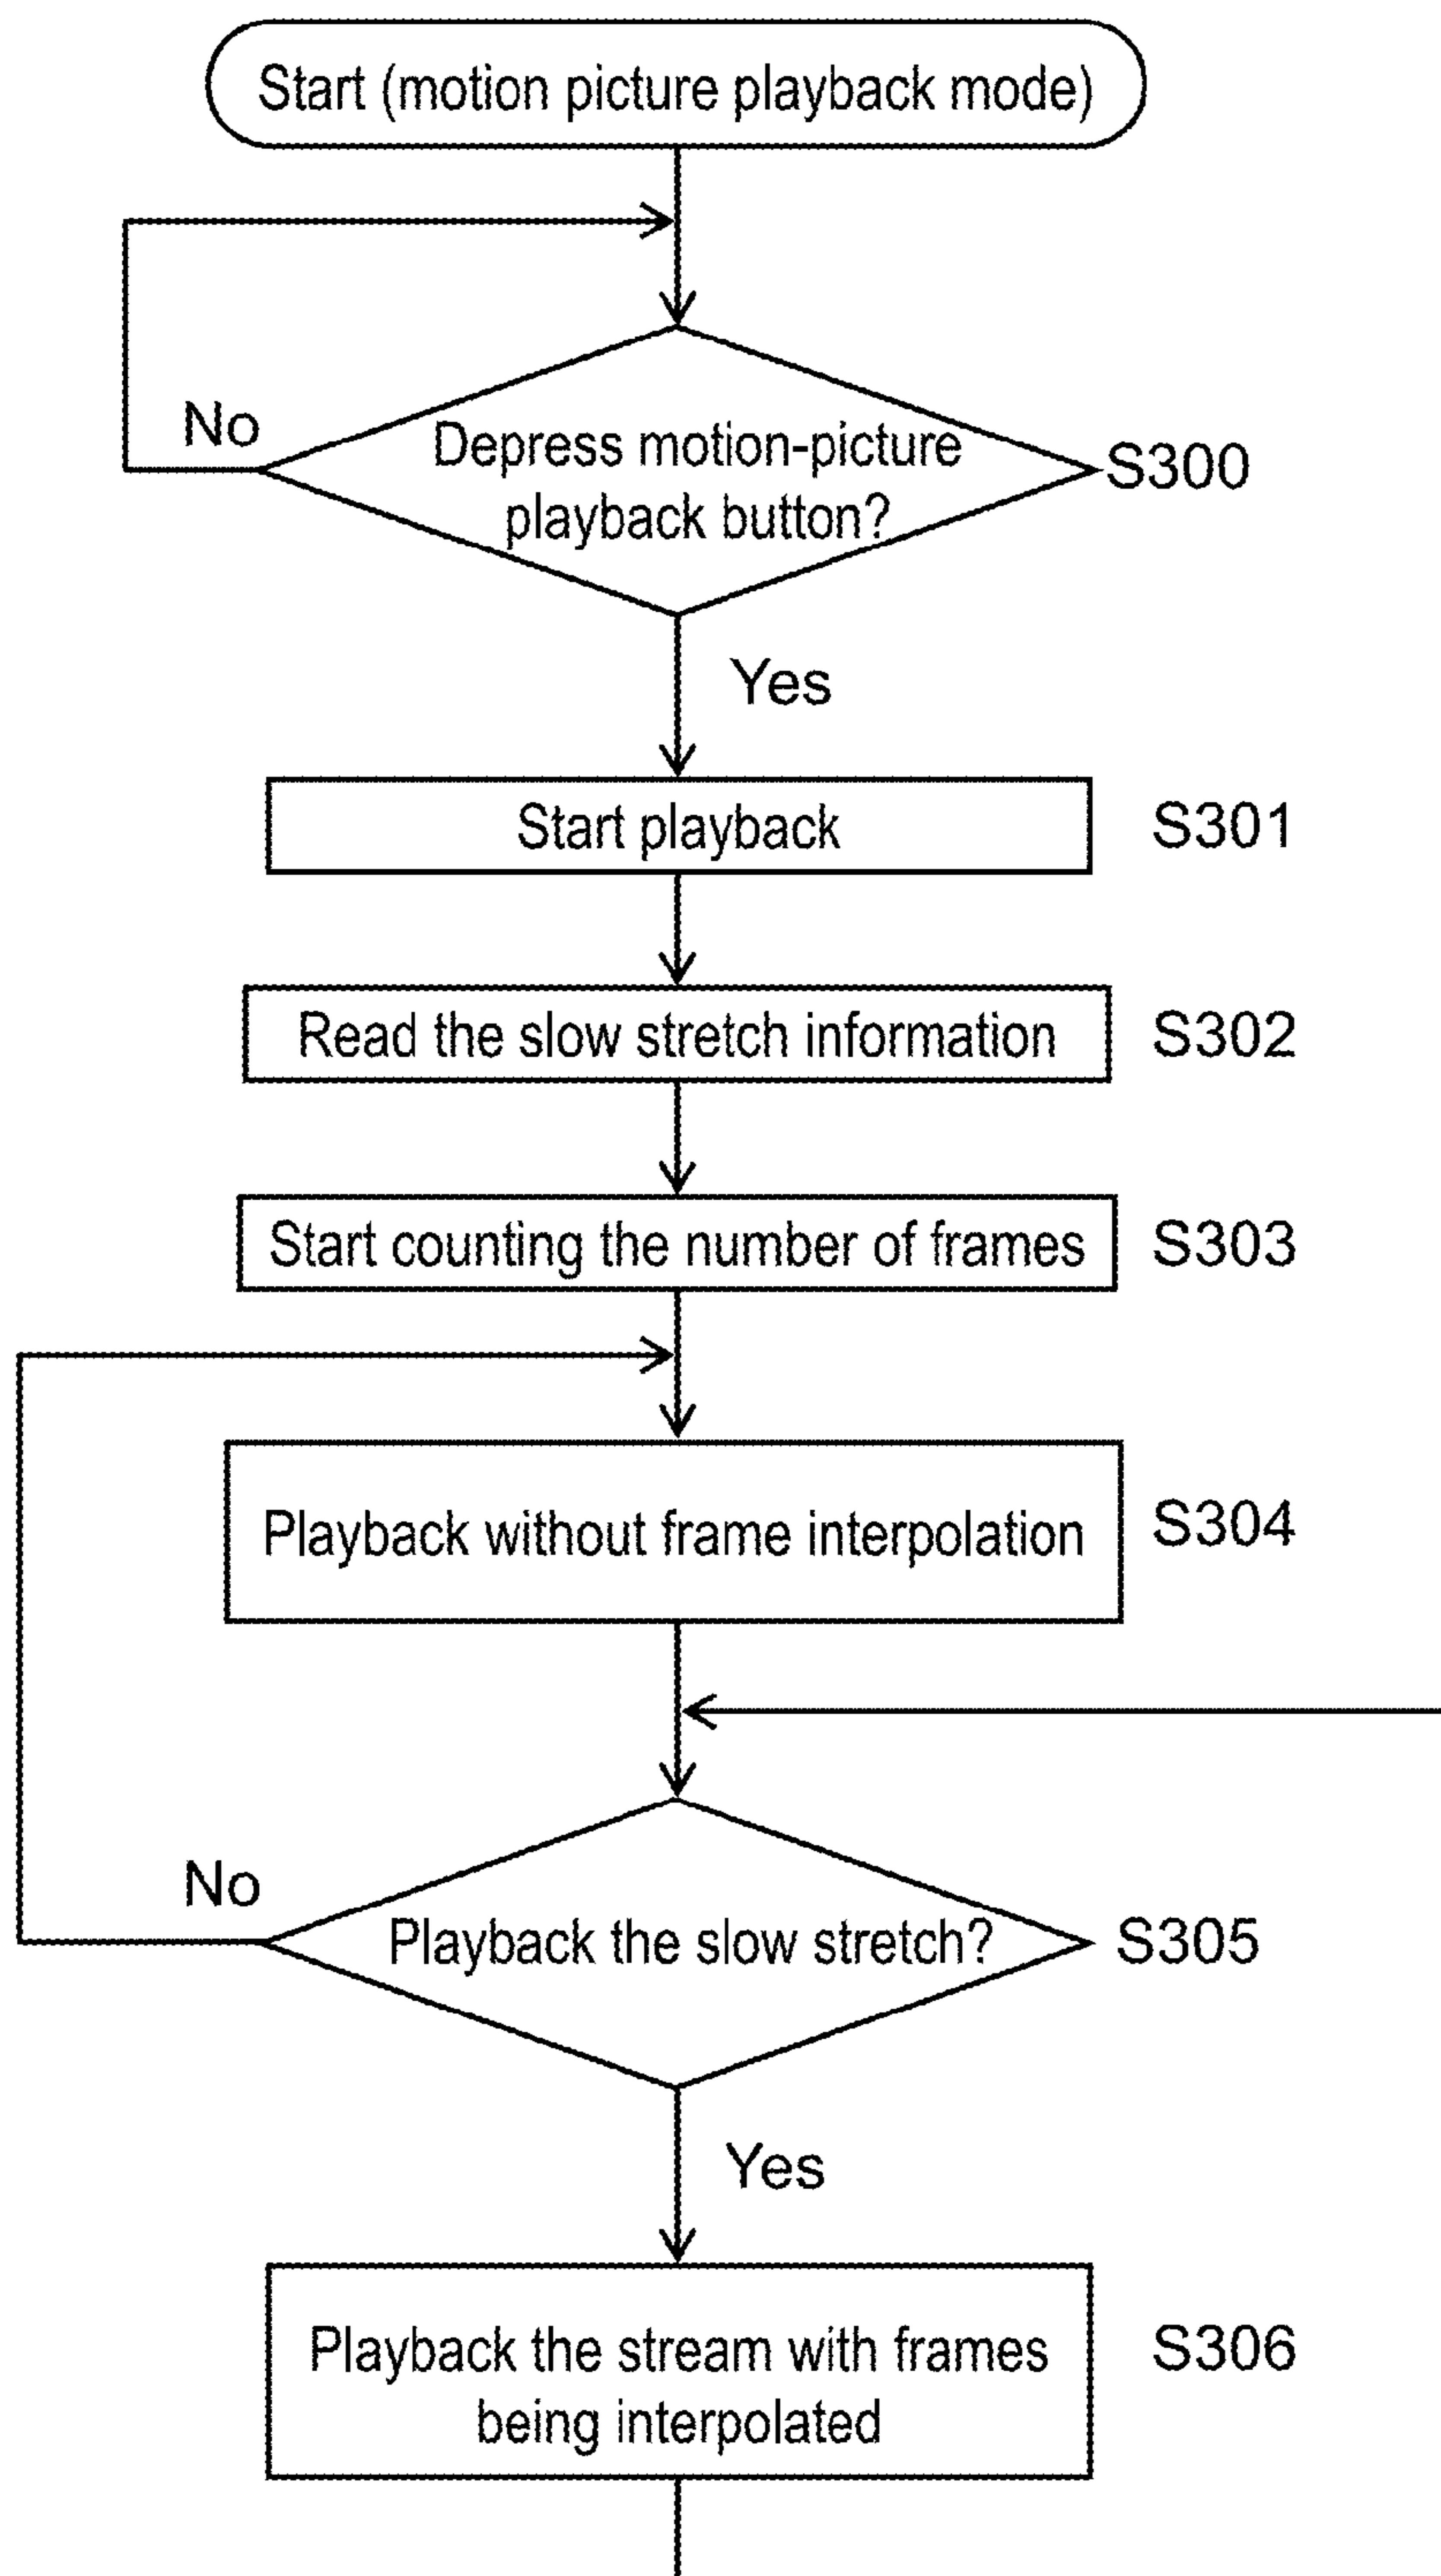 Start (motion picture playback mode)
No
Depress motion-picture
playback button?
S300
Yes
Start playback
S301
Read the slow stretch information
S302
Start counting the number of frames
S303
Playback without frame interpolation
S304
No
Playback the slow stretch?
S305
Yes
Playback the stream with frames
being interpolated
S306